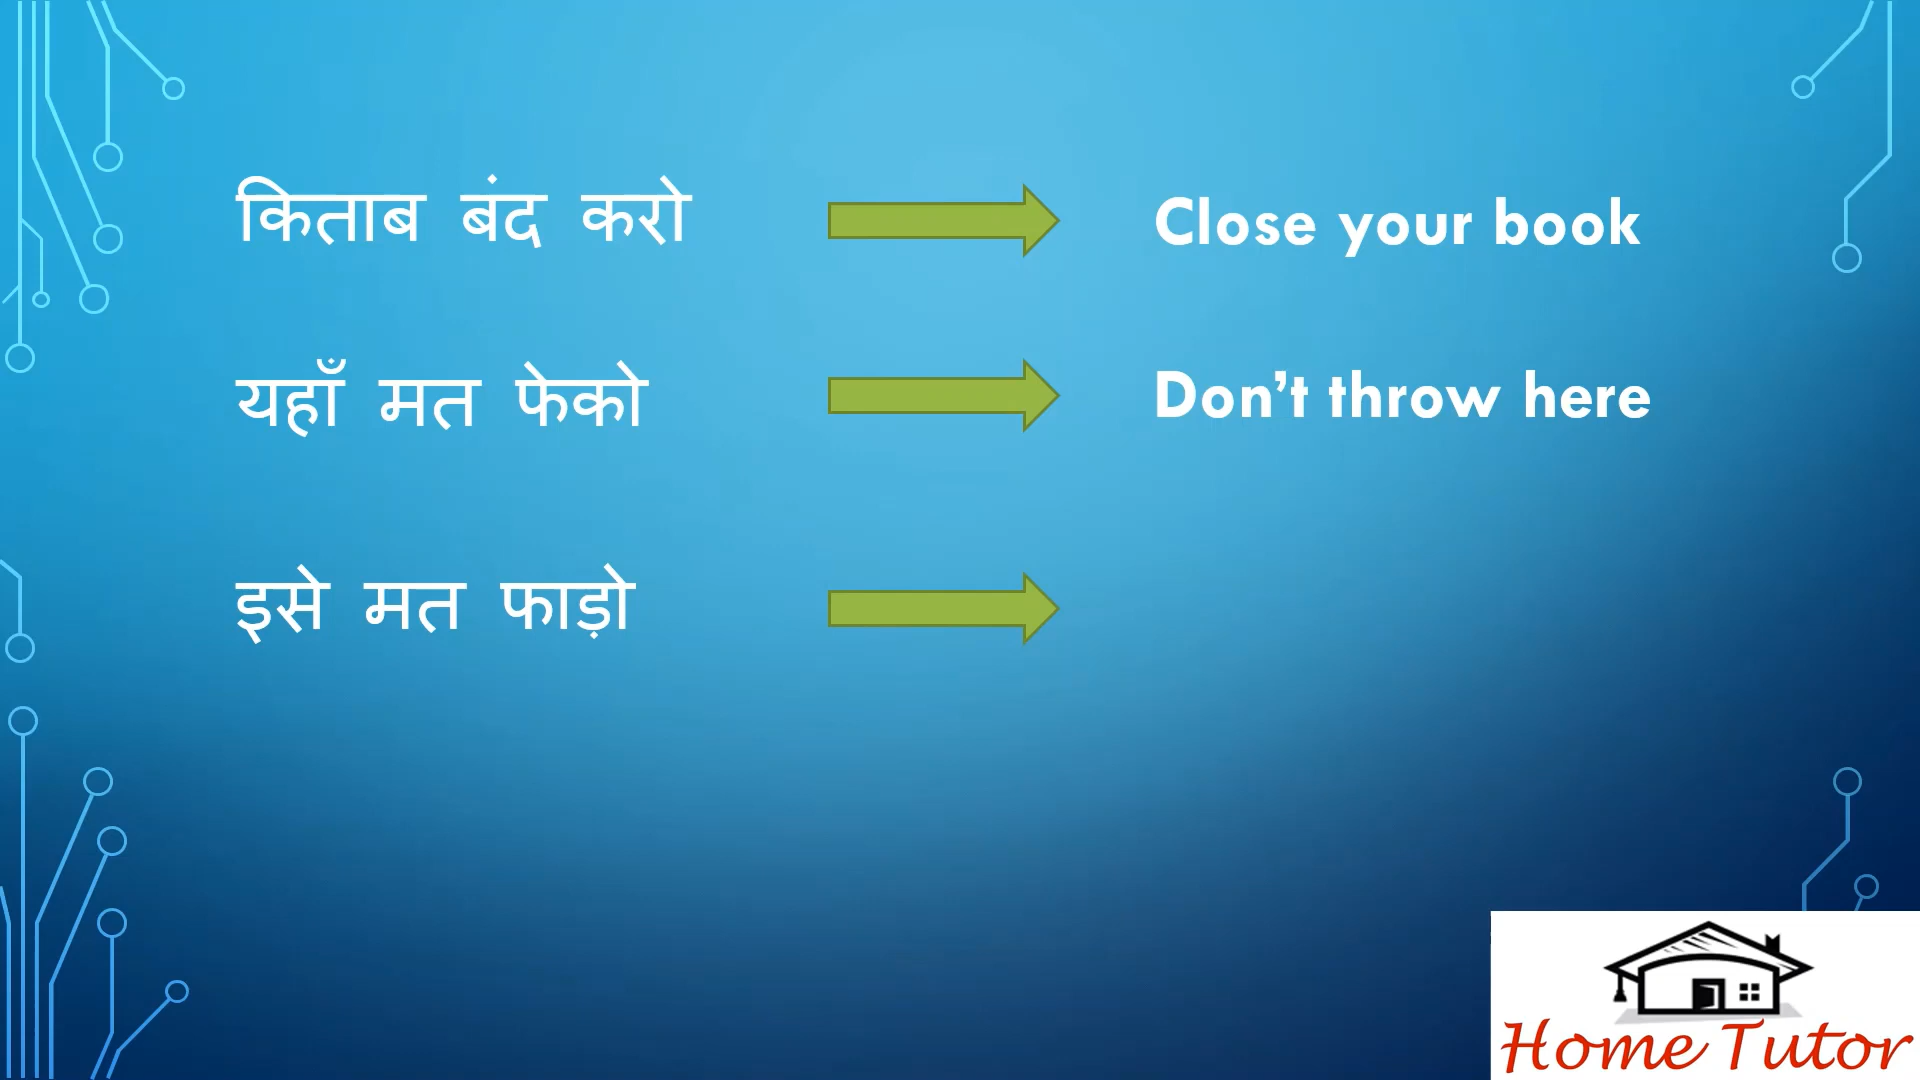 किताब बंद करो
Close your book
यहाँ मत फेको
Don’t throw here
इसे मत फाड़ो
Home Tutor